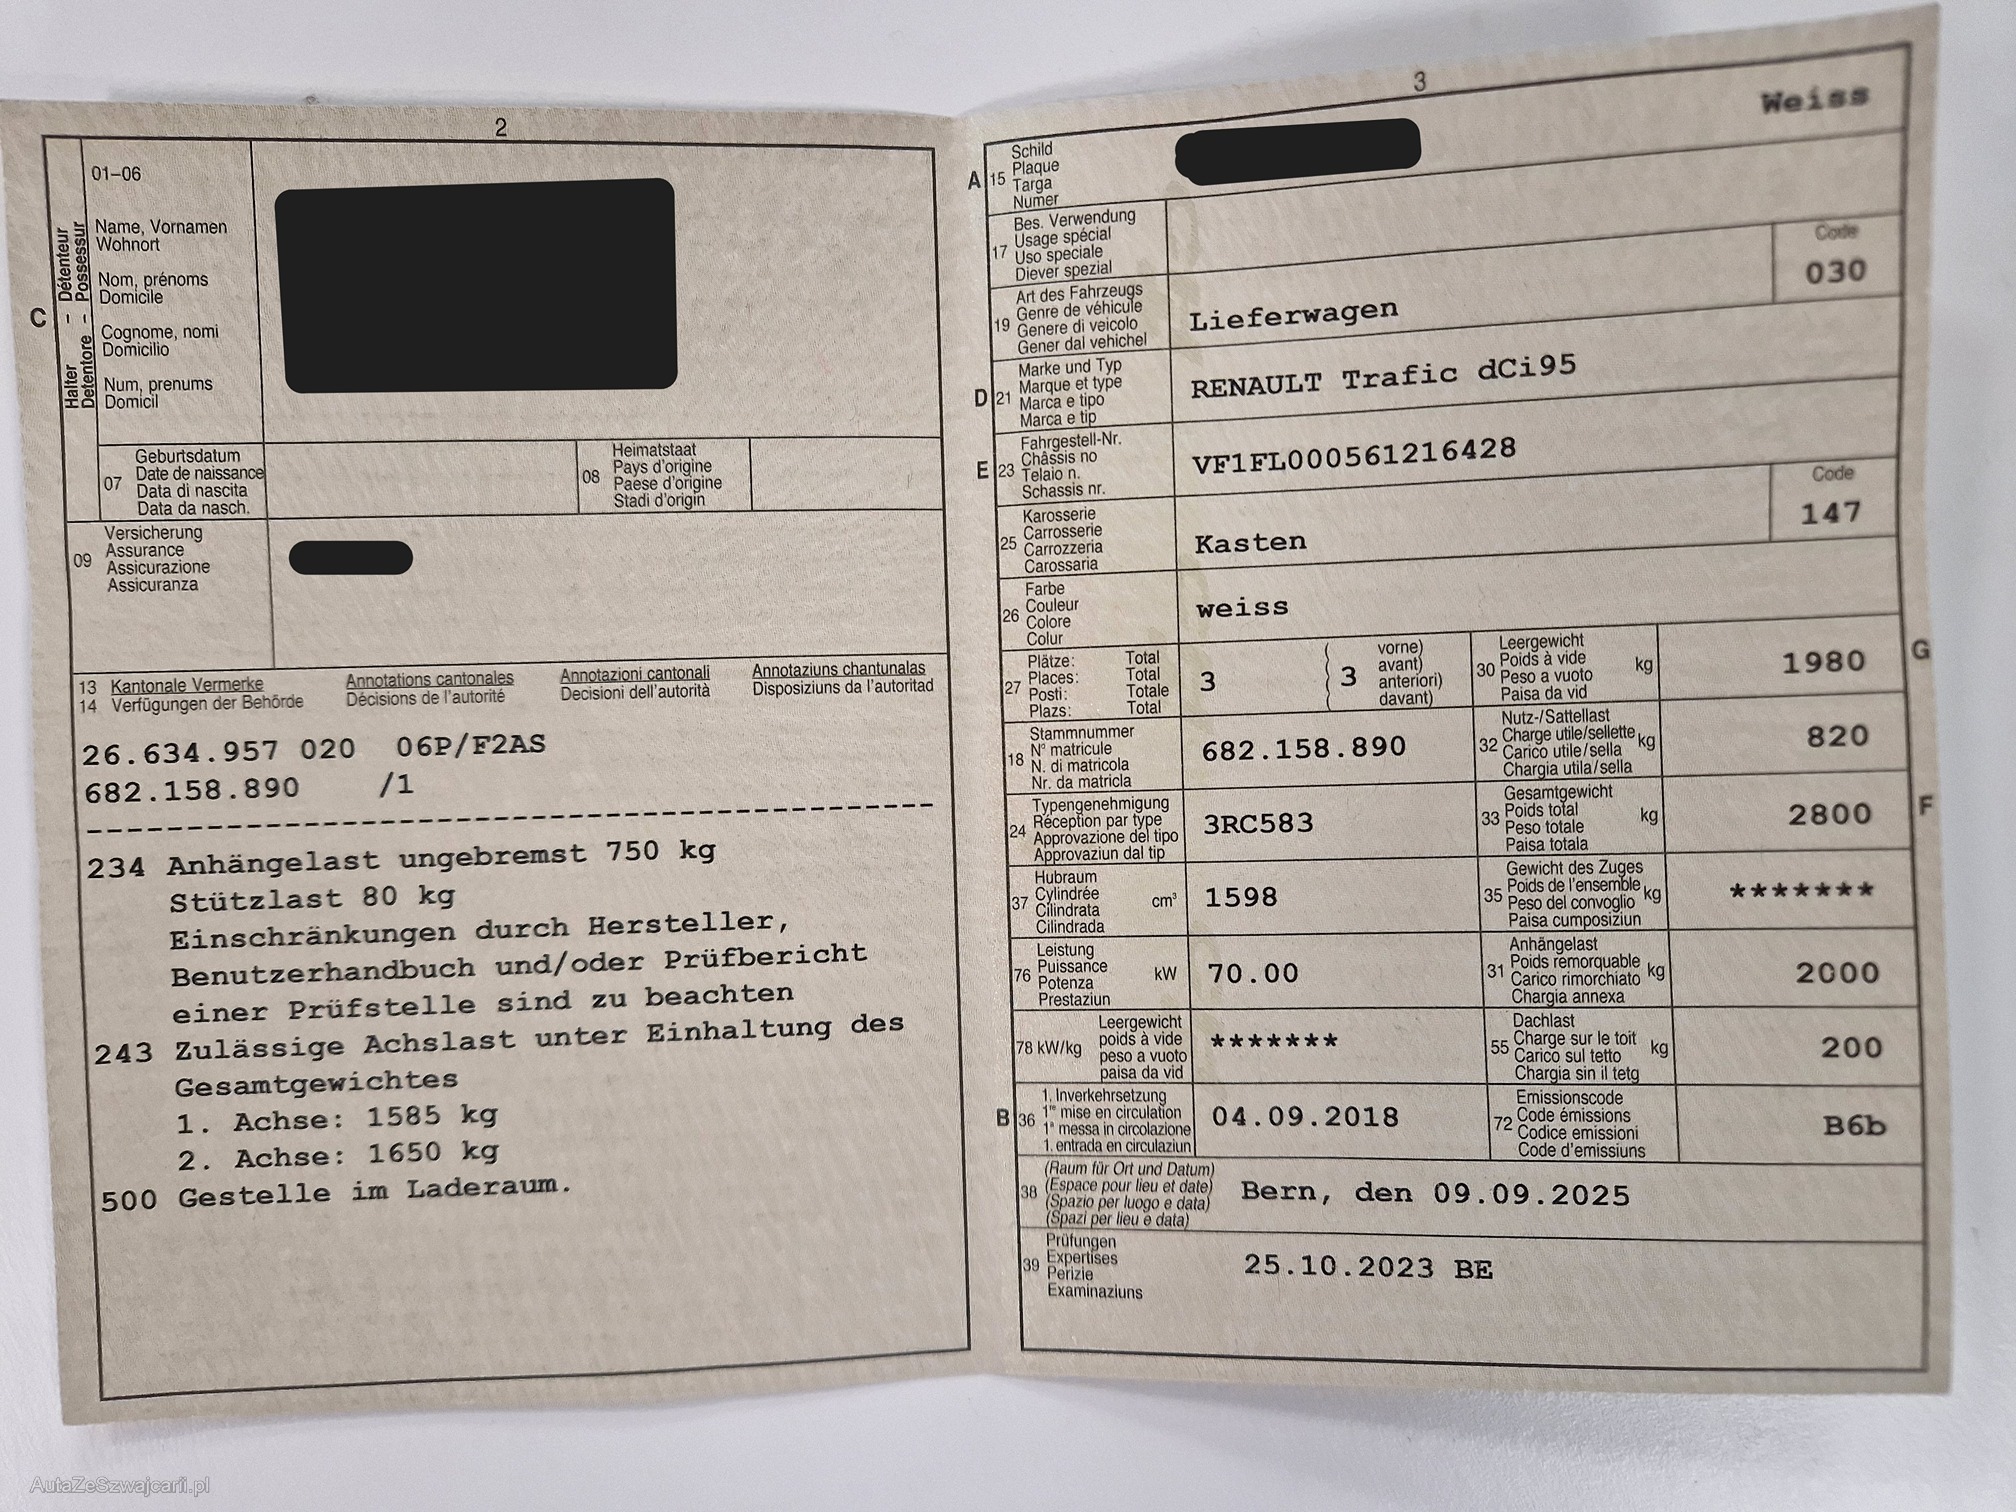 2
01–06
Halter – Détenteur
Detentore – Possessur
C
Name, Vornamen
Wohnort
Nom, prénoms
Domicile
Cognome, nomi
Domicilio
Num, prenums
Domicil
07
Geburtsdatum
Date de naissance
Data di nascita
Data da nasch.
08
Heimatstaat
Pays d'origine
Paese d'origine
Stadi d'origin
09
Versicherung
Assurance
Assicurazione
Assicuranza
13 Kantonale Vermerke Annotations cantonales Annotazioni cantonali Annotaziuns chantunalas
14 Verfügungen der Behörde Décisions de l'autorité Decisioni dell'autorità Disposiziuns da l'autoritad
26.634.957 020 06P/F2AS
682.158.890 /1
234 Anhängelast ungebremst 750 kg
Stützlast 80 kg
Einschränkungen durch Hersteller,
Benutzerhandbuch und/oder Prüfbericht
einer Prüfstelle sind zu beachten
243 Zulässige Achslast unter Einhaltung des
Gesamtgewichtes
1. Achse: 1585 kg
2. Achse: 1650 kg
500 Gestelle im Laderaum.
3
Weiss
A 15
Schild
Plaque
Targa
Numer
17
Bes. Verwendung
Usage spécial
Uso speciale
Diever spezial
Code
030
19
Art des Fahrzeugs
Genre de véhicule
Genere di veicolo
Gener dal vehichel
Lieferwagen
D 21
Marke und Typ
Marque et type
Marca e tipo
Marca e tip
RENAULT Trafic dCi95
E 23
Fahrgestell-Nr.
Châssis no
Telaio n.
Schassis nr.
VF1FL000561216428
Code
147
25
Karosserie
Carrosserie
Carrozzeria
Carossaria
Kasten
26
Farbe
Couleur
Colore
Colur
weiss
27
Plätze: Total
Places: Total
Posti: Totale
Plazs: Total
3
( 3
vorne)
avant)
anteriori)
davant)
30
Leergewicht
Poids à vide
Peso a vuoto
Paisa da vid
kg
1980
G
18
Stammnummer
N° matricule
N. di matricola
Nr. da matricla
682.158.890
32
Nutz-/Sattellast
Charge utile/sellette
Carico utile/sella
Chargia utila/sella
kg
820
24
Typengenehmigung
Réception par type
Approvazione del tipo
Approvaziun dal tip
3RC583
33
Gesamtgewicht
Poids total
Peso totale
Paisa totala
kg
2800
F
37
Hubraum
Cylindrée
Cilindrata
Cilindrada
cm³
1598
35
Gewicht des Zuges
Poids de l'ensemble
Peso del convoglio
Paisa cumposiziun
kg
*******
76
Leistung
Puissance
Potenza
Prestaziun
kW
70.00
31
Anhängelast
Poids remorquable
Carico rimorchiato
Chargia annexa
kg
2000
78 kW/kg
Leergewicht
poids à vide
peso a vuoto
paisa da vid
*******
55
Dachlast
Charge sur le toit
Carico sul tetto
Chargia sin il tetg
kg
200
B 36
1. Inverkehrsetzung
1re mise en circulation
1a messa in circolazione
1. entrada en circulaziun
04.09.2018
72
Emissionscode
Code émissions
Codice emissioni
Code d'emissiuns
B6b
38
(Raum für Ort und Datum)
(Espace pour lieu et date)
(Spazio per luogo e data)
(Spazi per lieu e data)
Bern, den 09.09.2025
39
Prüfungen
Expertises
Perizie
Examinaziuns
25.10.2023 BE
AutaZeSzwajcarii.pl